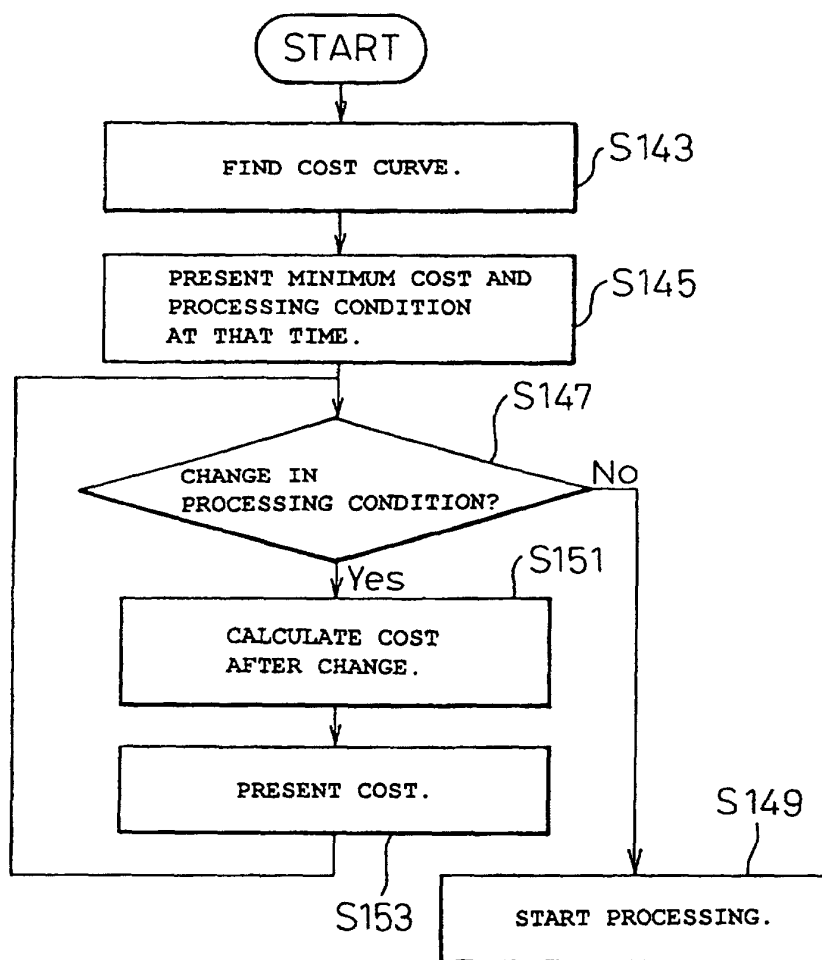 START
FIND COST CURVE.
S143
PRESENT MINIMUM COST AND
PROCESSING CONDITION
AT THAT TIME.
S145
S147
CHANGE IN
PROCESSING CONDITION?
No
Yes
S151
CALCULATE COST
AFTER CHANGE.
PRESENT COST.
S153
S149
START PROCESSING.